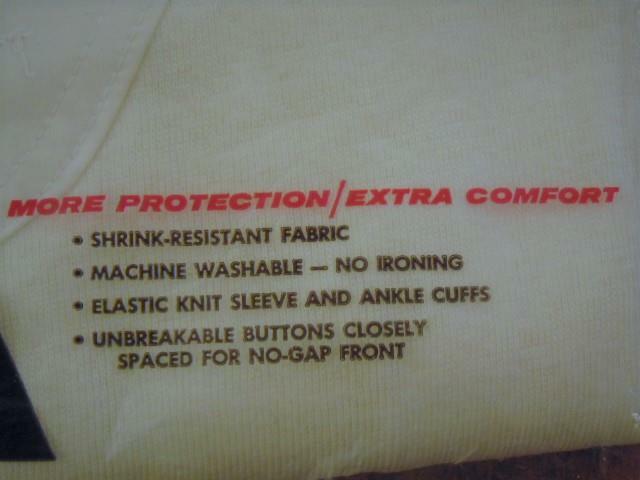 MORE PROTECTION/EXTRA COMFORT
• SHRINK-RESISTANT FABRIC
• MACHINE WASHABLE — NO IRONING
• ELASTIC KNIT SLEEVE AND ANKLE CUFFS
• UNBREAKABLE BUTTONS CLOSELY
SPACED FOR NO-GAP FRONT